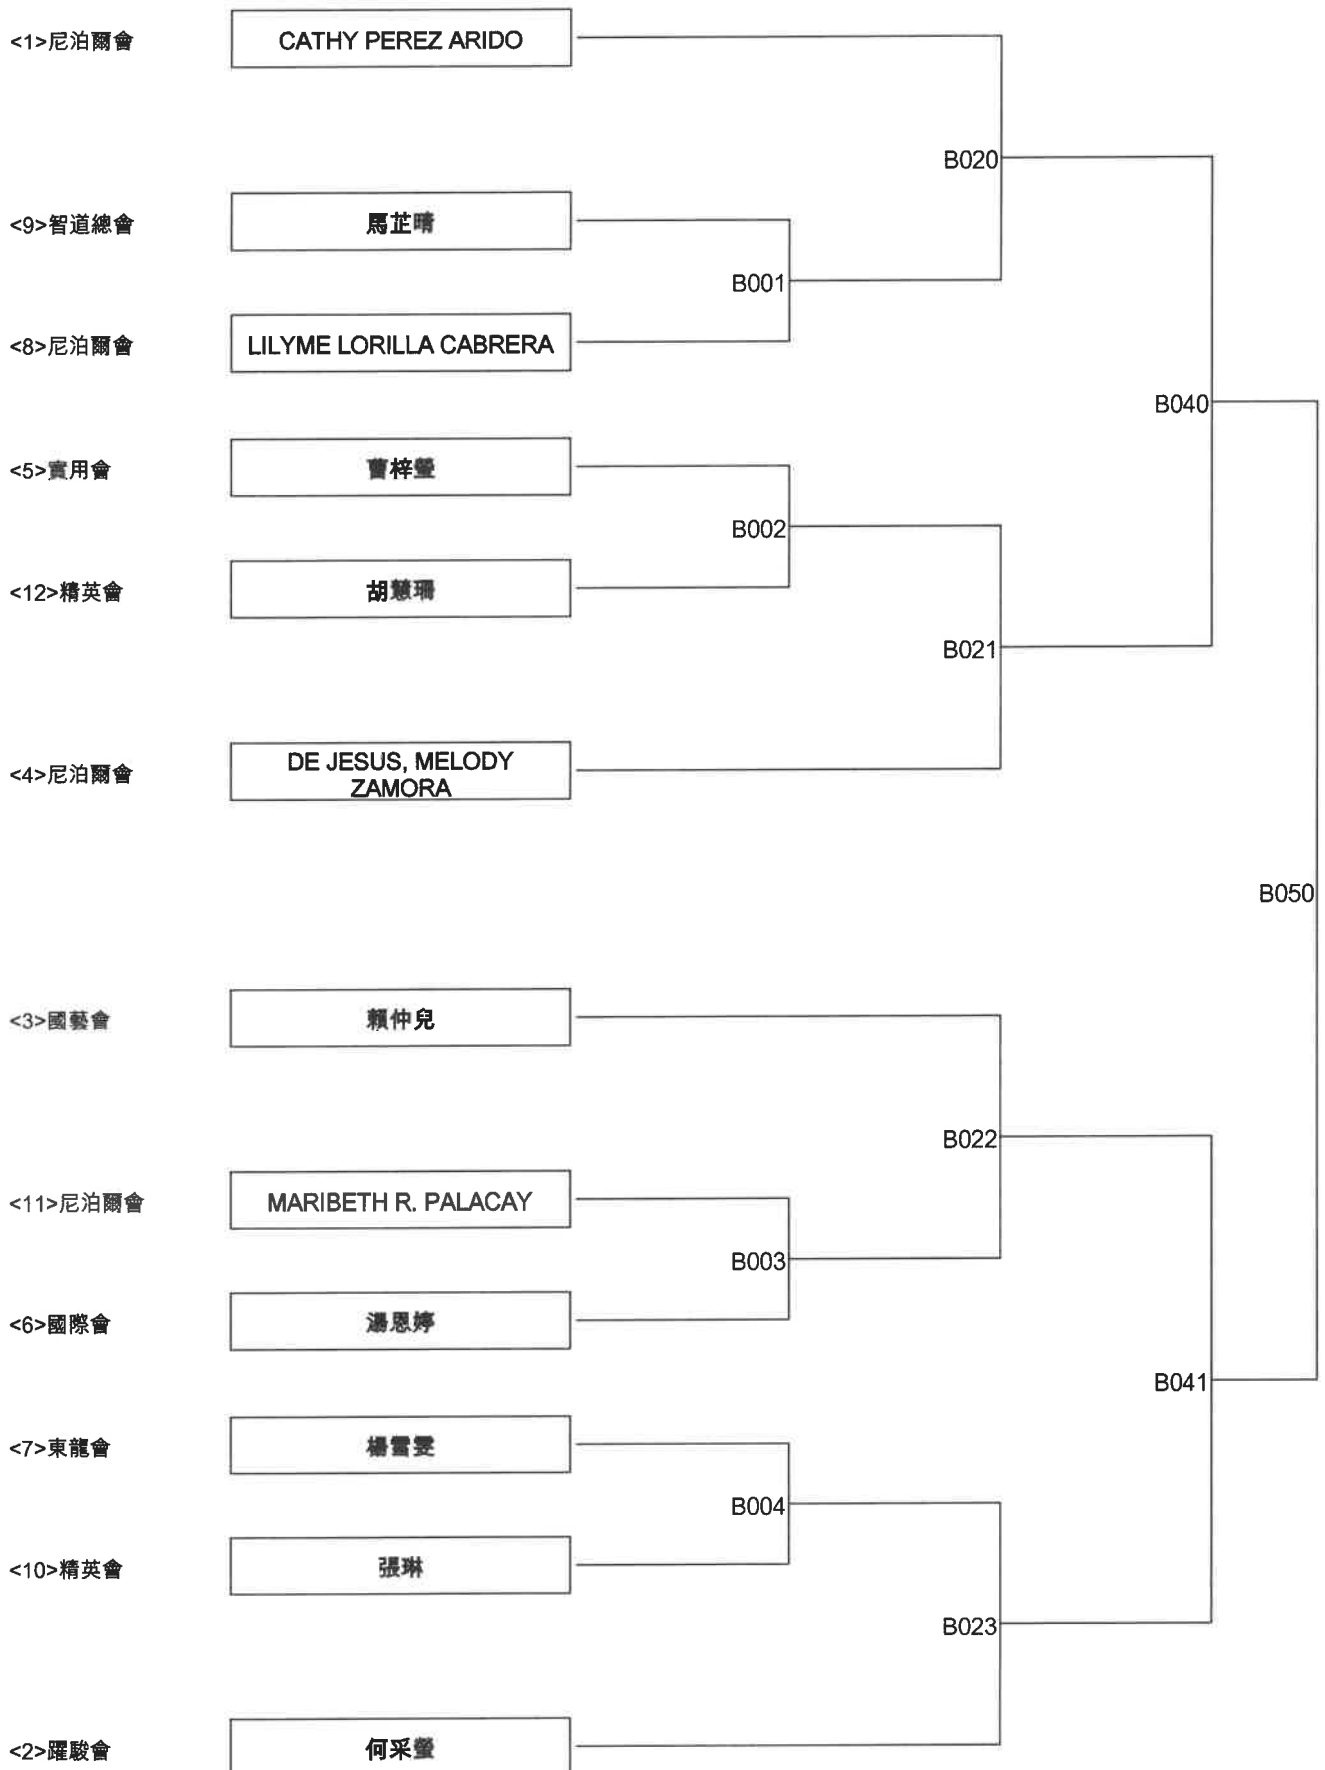 <1>尼泊爾會 CATHY PEREZ ARIDO
B020
<9>智道總會 馬芷晴
B001
<8>尼泊爾會 LILYME LORILLA CABRERA
B040
<5>實用會 曹梓瑩
B002
<12>精英會 胡慧珊
B021
<4>尼泊爾會 DE JESUS, MELODY
ZAMORA
B050
<3>國藝會 賴仲兒
B022
<11>尼泊爾會 MARIBETH R. PALACAY
B003
<6>國際會 湯恩婷
B041
<7>東龍會 楊雪雯
B004
<10>精英會 張琳
B023
<2>躍駿會 何采螢